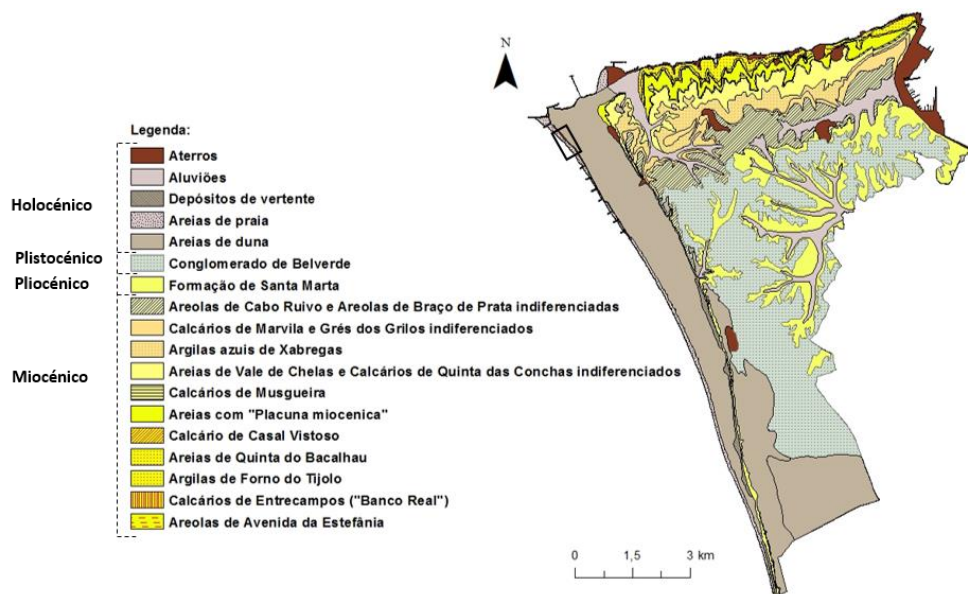 N
Legenda:
Aterros
Aluviões
Depósitos de vertente
Holocénico
Areias de praia
Areias de duna
Plistocénico
Conglomerado de Belverde
Pliocénico
Formação de Santa Marta
Areolas de Cabo Ruivo e Areolas de Braço de Prata indiferenciadas
Calcários de Marvila e Grés dos Grilos indiferenciados
Argilas azuis de Xabregas
Miocénico
Areias de Vale de Chelas e Calcários de Quinta das Conchas indiferenciados
Calcários de Musgueira
Areias com "Placuna miocenica"
Calcário de Casal Vistoso
Areias de Quinta do Bacalhau
Argilas de Forno do Tijolo
Calcários de Entrecampos ("Banco Real")
Areolas de Avenida da Estefânia
0 1,5 3 km